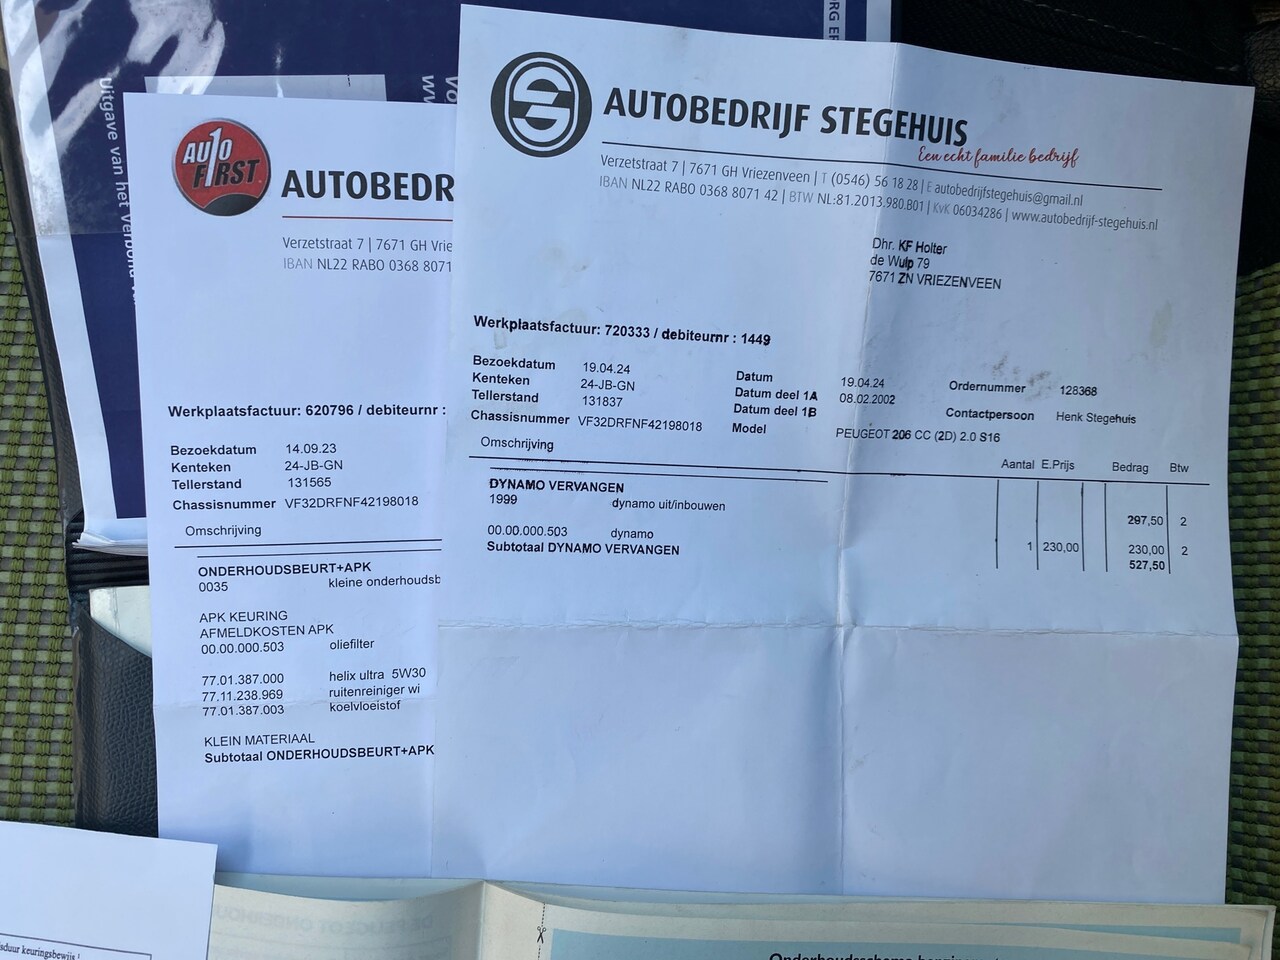 Uitgave van het Verbond
AUTO
1
FIRST
AUTOBEDR
Verzetstraat 7 | 7671 GH Vrie
IBAN NL22 RABO 0368 8071
Werkplaatsfactuur: 620796 / debiteurnr :
Bezoekdatum 14.09.23
Kenteken 24-JB-GN
Tellerstand 131565
Chassisnummer VF32DRFNF42198018
Omschrijving
ONDERHOUDSBEURT+APK
0035 kleine onderhoudsb
APK KEURING
AFMELDKOSTEN APK
00.00.000.503 oliefilter
77.01.387.000 helix ultra 5W30
77.11.238.969 ruitenreiniger wi
77.01.387.003 koelvloeistof
KLEIN MATERIAAL
Subtotaal ONDERHOUDSBEURT+APK
AUTOBEDRIJF STEGEHUIS
Een echt familie bedrijf
Verzetstraat 7 | 7671 GH Vriezenveen | T (0546) 56 18 28 | E autobedrijfstegehuis@gmail.nl
IBAN NL22 RABO 0368 8071 42 | BTW NL:81.2013.980.B01 | KvK 06034286 | www.autobedrijf-stegehuis.nl
Dhr. KF Holter
de Wulp 79
7671 ZN VRIEZENVEEN
Werkplaatsfactuur: 720333 / debiteurnr : 1449
Bezoekdatum 19.04.24 Datum 19.04.24 Ordernummer 128368
Kenteken 24-JB-GN Datum deel 1A 08.02.2002
Tellerstand 131837 Datum deel 1B Contactpersoon Henk Stegehuis
Chassisnummer VF32DRFNF42198018 Model PEUGEOT 206 CC (2D) 2.0 S16
Omschrijving Aantal E.Prijs Bedrag Btw
DYNAMO VERVANGEN
1999 dynamo uit/inbouwen 297,50 2
00.00.000.503 dynamo 1 230,00 230,00 2
Subtotaal DYNAMO VERVANGEN 527,50
sduur keuringsbewijs